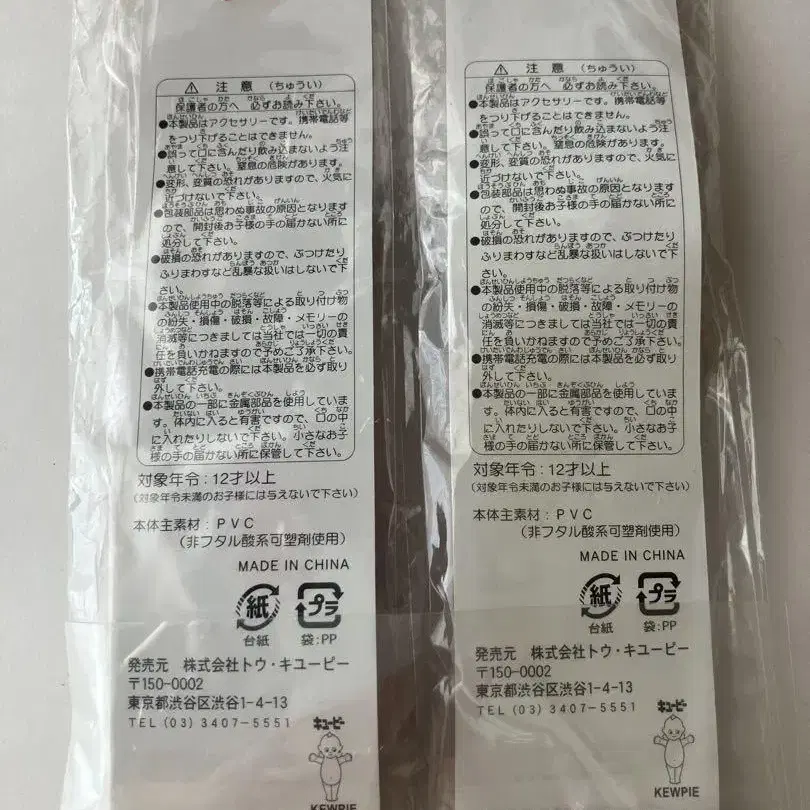 ⚠ 注意 (ちゅうい)
保護者の方へ 必ずお読み下さい。
●本製品はアクセサリーです。携帯電話等
をつり下げることはできません。
●誤って口に含んだり飲み込まないよう注
意して下さい。窒息の危険があります。
●変形、変質の恐れがありますので、火気に
近づけないで下さい。
●包装部品は思わぬ事故の原因となります
ので、開封後お子様の手の届かない所に
処分して下さい。
●破損の恐れがありますので、ぶつけたり
ふりまわすなど乱暴な扱いはしないで下
さい。
●本製品使用中の脱落等による取り付け物
の紛失・損傷・破損・故障・メモリーの
消滅等につきましては当社では一切の責
任を負いかねますので予めご了承下さい。
●携帯電話充電の際には本製品を必ず取り
外して下さい。
●本製品の一部に金属部品を使用していま
す。体内に入ると有害ですので、口の中
に入れたりしないで下さい。小さなお子
様の手の届かない所に保管して下さい。
対象年令:12才以上
(対象年令未満のお子様には与えないで下さい)
本体主素材:PVC
(非フタル酸系可塑剤使用)
MADE IN CHINA
紙 プラ
台紙 袋:PP
発売元 株式会社トウ・キユーピー
〒150-0002
東京都渋谷区渋谷1-4-13
TEL (03) 3407-5551
キユーピー
KEWPIE
⚠ 注意 (ちゅうい)
保護者の方へ 必ずお読み下さい。
●本製品はアクセサリーです。携帯電話等
をつり下げることはできません。
●誤って口に含んだり飲み込まないよう注
意して下さい。窒息の危険があります。
●変形、変質の恐れがありますので、火気に
近づけないで下さい。
●包装部品は思わぬ事故の原因となります
ので、開封後お子様の手の届かない所に
処分して下さい。
●破損の恐れがありますので、ぶつけたり
ふりまわすなど乱暴な扱いはしないで下
さい。
●本製品使用中の脱落等による取り付け物
の紛失・損傷・破損・故障・メモリーの
消滅等につきましては当社では一切の責
任を負いかねますので予めご了承下さい。
●携帯電話充電の際には本製品を必ず取り
外して下さい。
●本製品の一部に金属部品を使用していま
す。体内に入ると有害ですので、口の中
に入れたりしないで下さい。小さなお子
様の手の届かない所に保管して下さい。
対象年令:12才以上
(対象年令未満のお子様には与えないで下さい)
本体主素材:PVC
(非フタル酸系可塑剤使用)
MADE IN CHINA
紙 プラ
台紙 袋:PP
発売元 株式会社トウ・キユーピー
〒150-0002
東京都渋谷区渋谷1-4-13
TEL (03) 3407-5551
キユーピー
KEWPIE